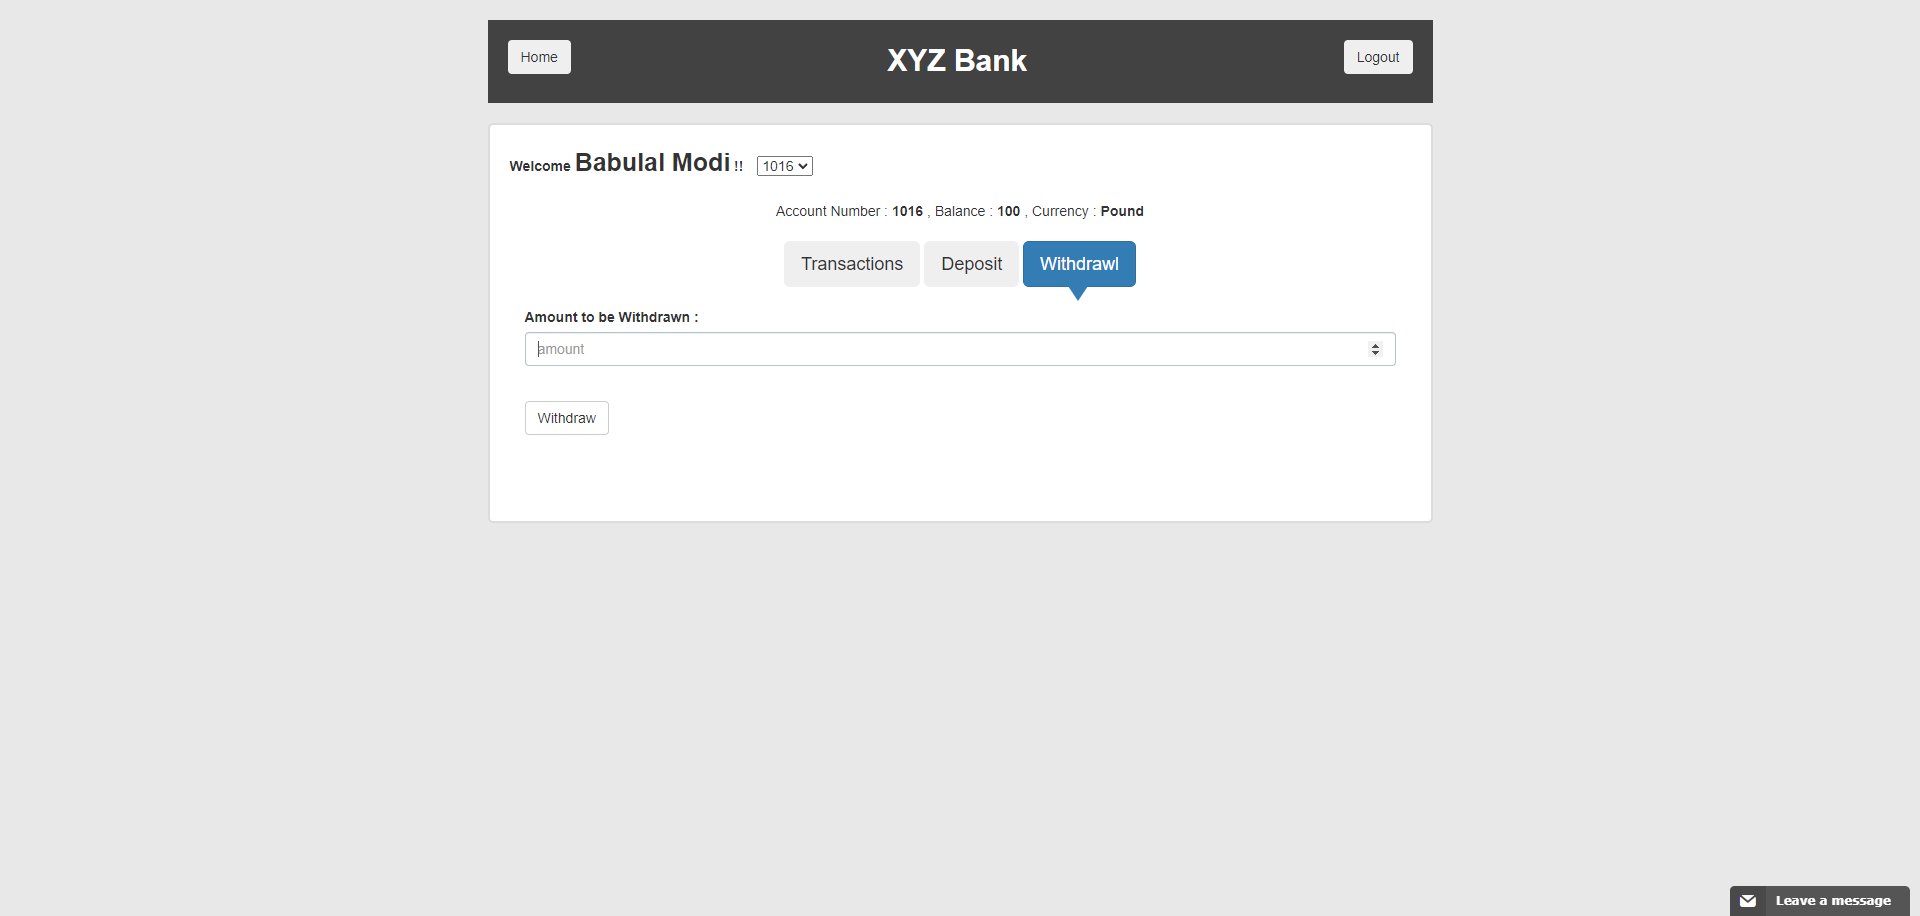 Home
XYZ Bank
Logout
Welcome Babulal Modi !! 1016
Account Number : 1016 , Balance : 100 , Currency : Pound
Transactions
Deposit
Withdrawl
Amount to be Withdrawn :
amount
Withdraw
Leave a message